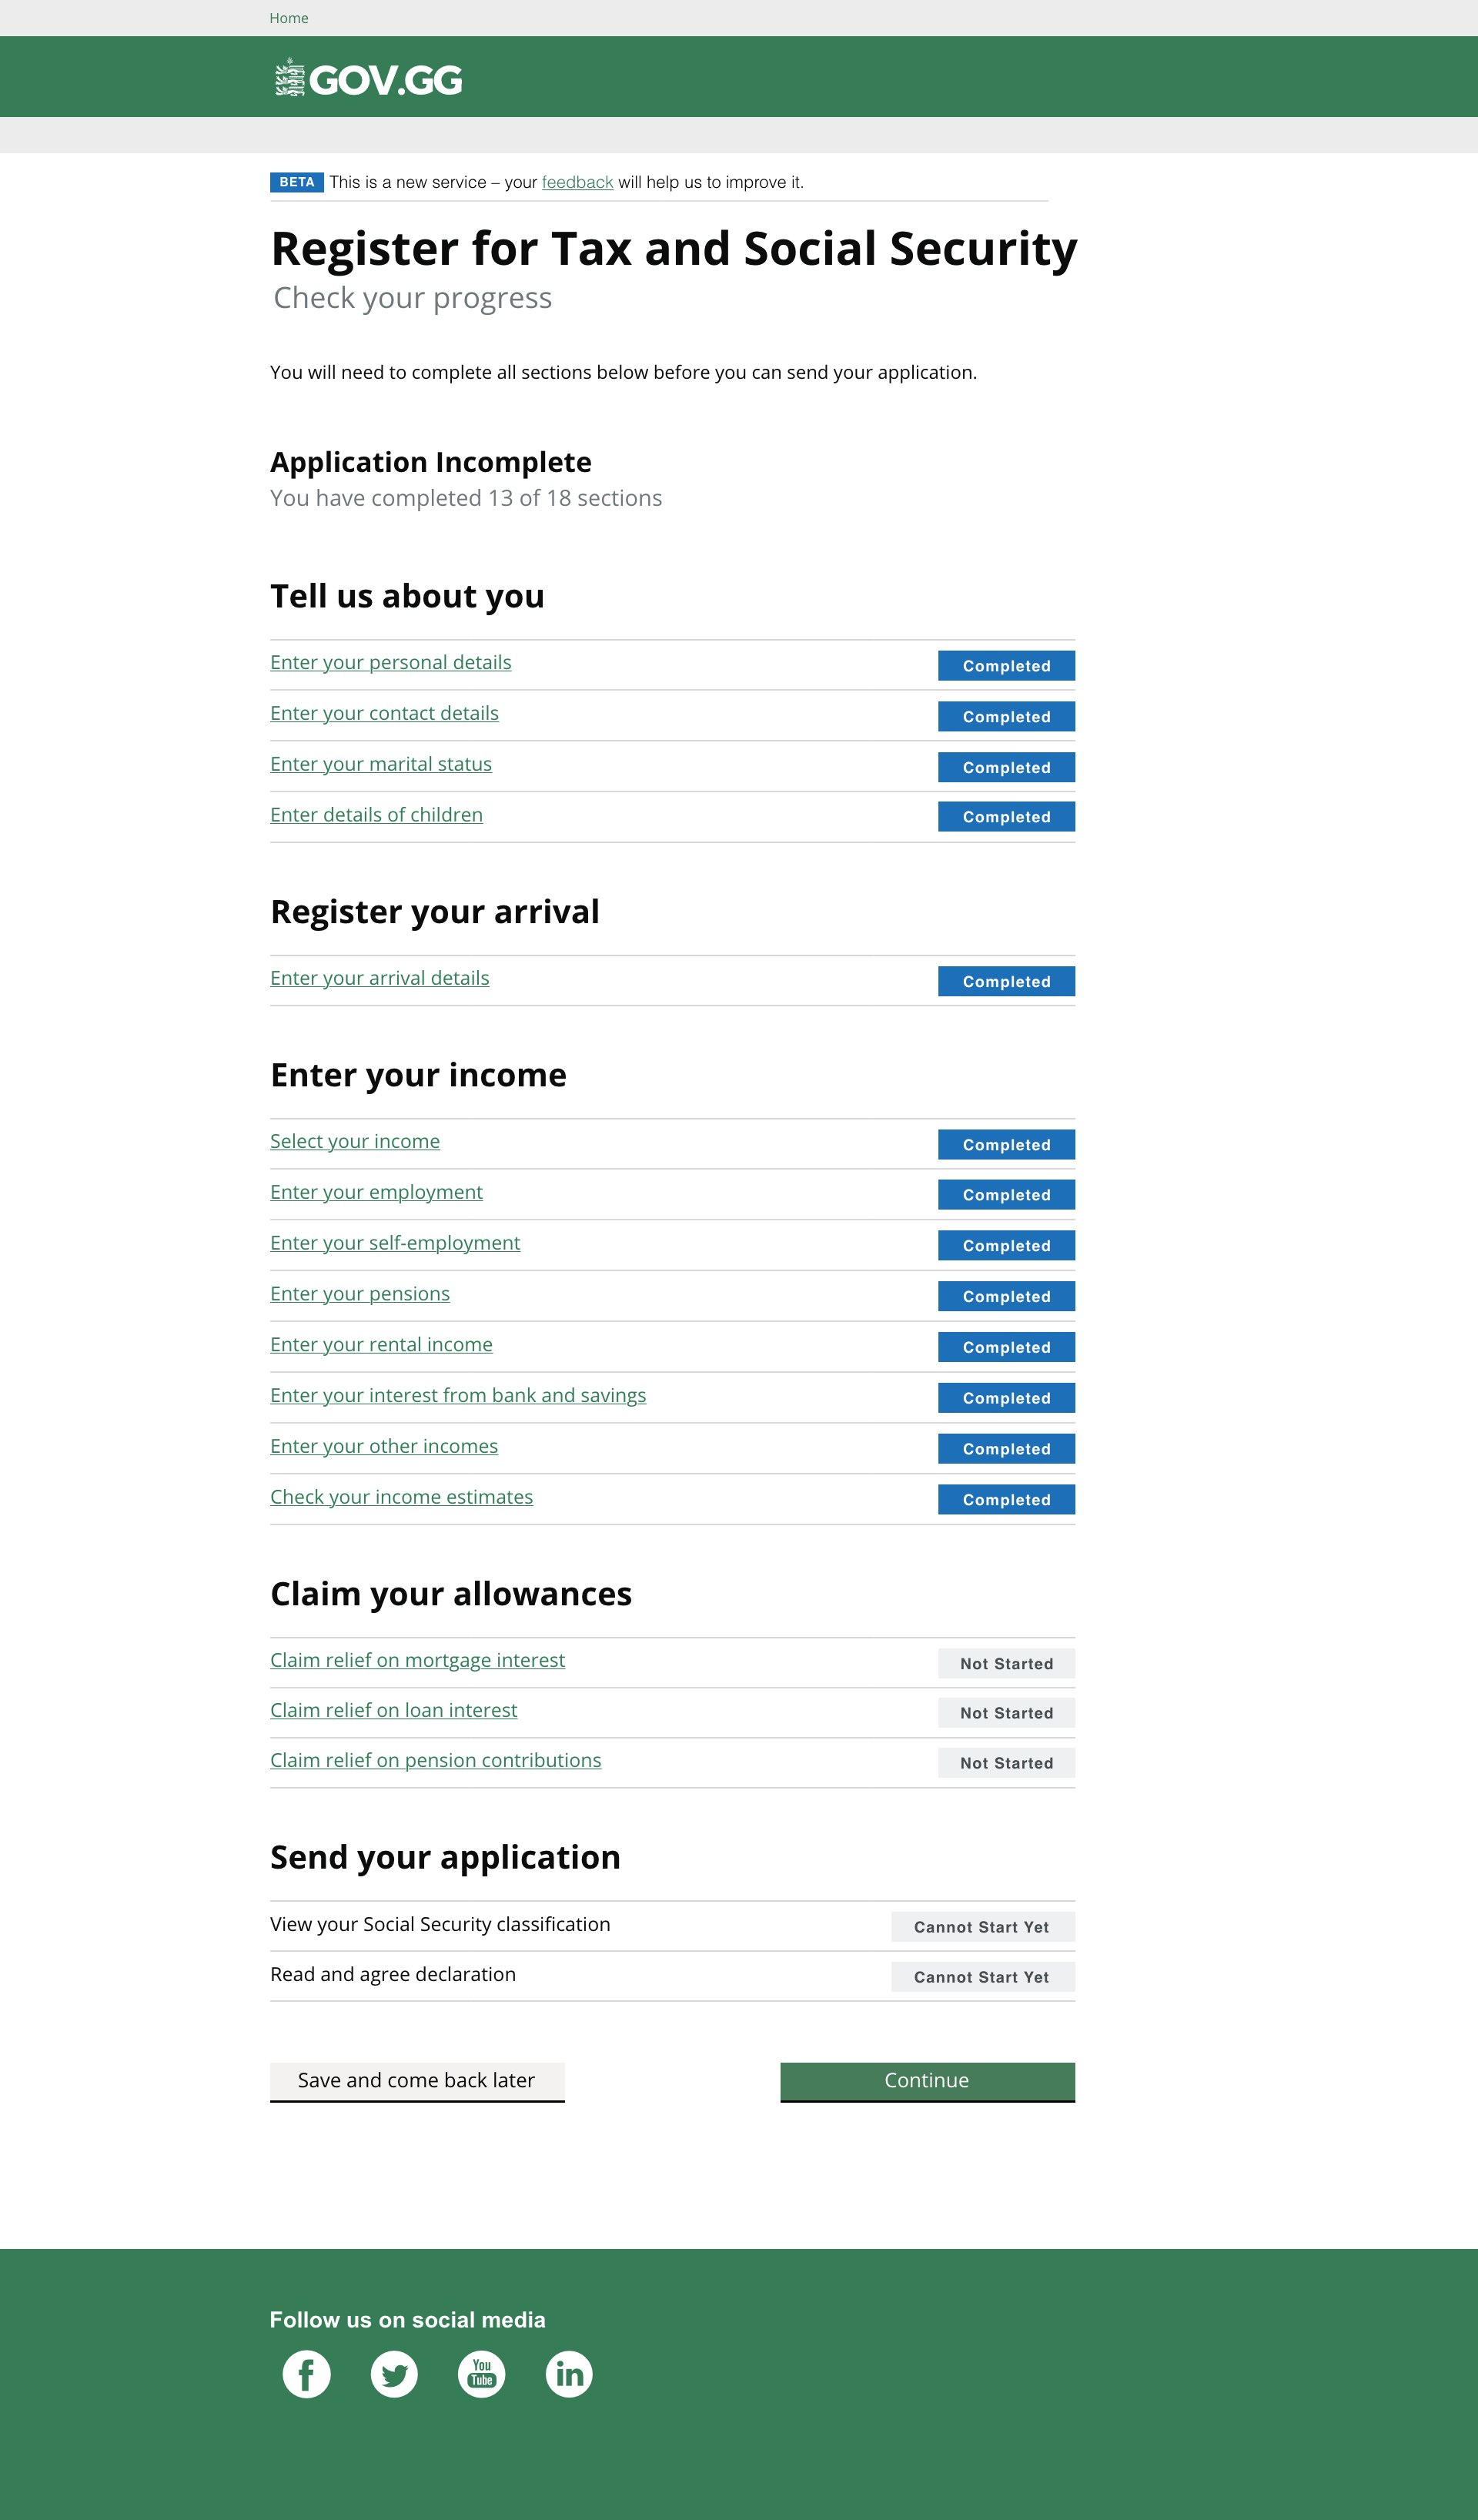 Home
GOV.GG
BETA This is a new service – your feedback will help us to improve it.
Register for Tax and Social Security
Check your progress
You will need to complete all sections below before you can send your application.
Application Incomplete
You have completed 13 of 18 sections
Tell us about you
Enter your personal details Completed
Enter your contact details Completed
Enter your marital status Completed
Enter details of children Completed
Register your arrival
Enter your arrival details Completed
Enter your income
Select your income Completed
Enter your employment Completed
Enter your self-employment Completed
Enter your pensions Completed
Enter your rental income Completed
Enter your interest from bank and savings Completed
Enter your other incomes Completed
Check your income estimates Completed
Claim your allowances
Claim relief on mortgage interest Not Started
Claim relief on loan interest Not Started
Claim relief on pension contributions Not Started
Send your application
View your Social Security classification Cannot Start Yet
Read and agree declaration Cannot Start Yet
Save and come back later Continue
Follow us on social media
You
Tube